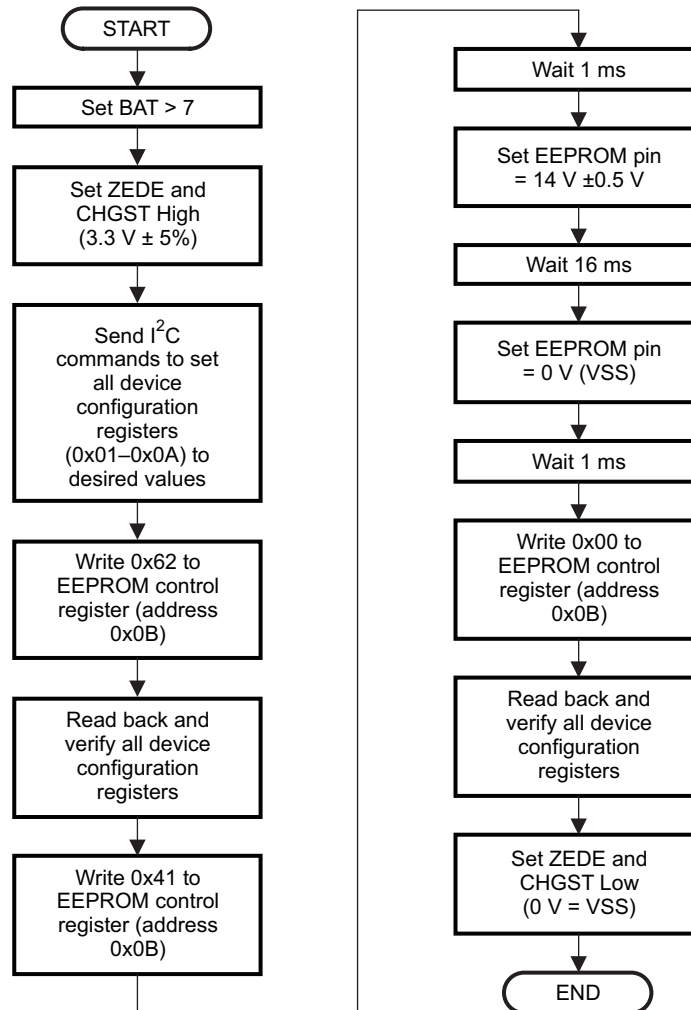 START
Set BAT > 7
Set ZEDE and
CHGST High
(3.3 V ± 5%)
Send I²C
commands to set
all device
configuration
registers
(0x01–0x0A) to
desired values
Write 0x62 to
EEPROM control
register (address
0x0B)
Read back and
verify all device
configuration
registers
Write 0x41 to
EEPROM control
register (address
0x0B)
Wait 1 ms
Set EEPROM pin
= 14 V ±0.5 V
Wait 16 ms
Set EEPROM pin
= 0 V (VSS)
Wait 1 ms
Write 0x00 to
EEPROM control
register (address
0x0B)
Read back and
verify all device
configuration
registers
Set ZEDE and
CHGST Low
(0 V = VSS)
END